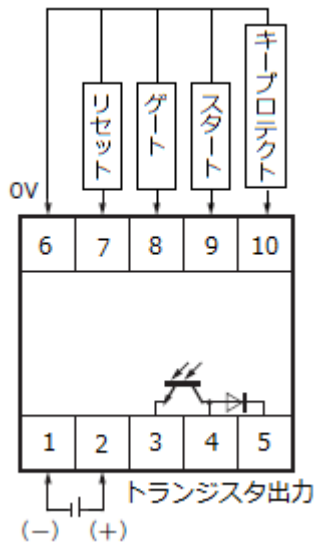 リセット
ゲート
スタート
キープロテクト
0V
6 7 8 9 10
1 2 3 4 5
トランジスタ出力
(−) (+)